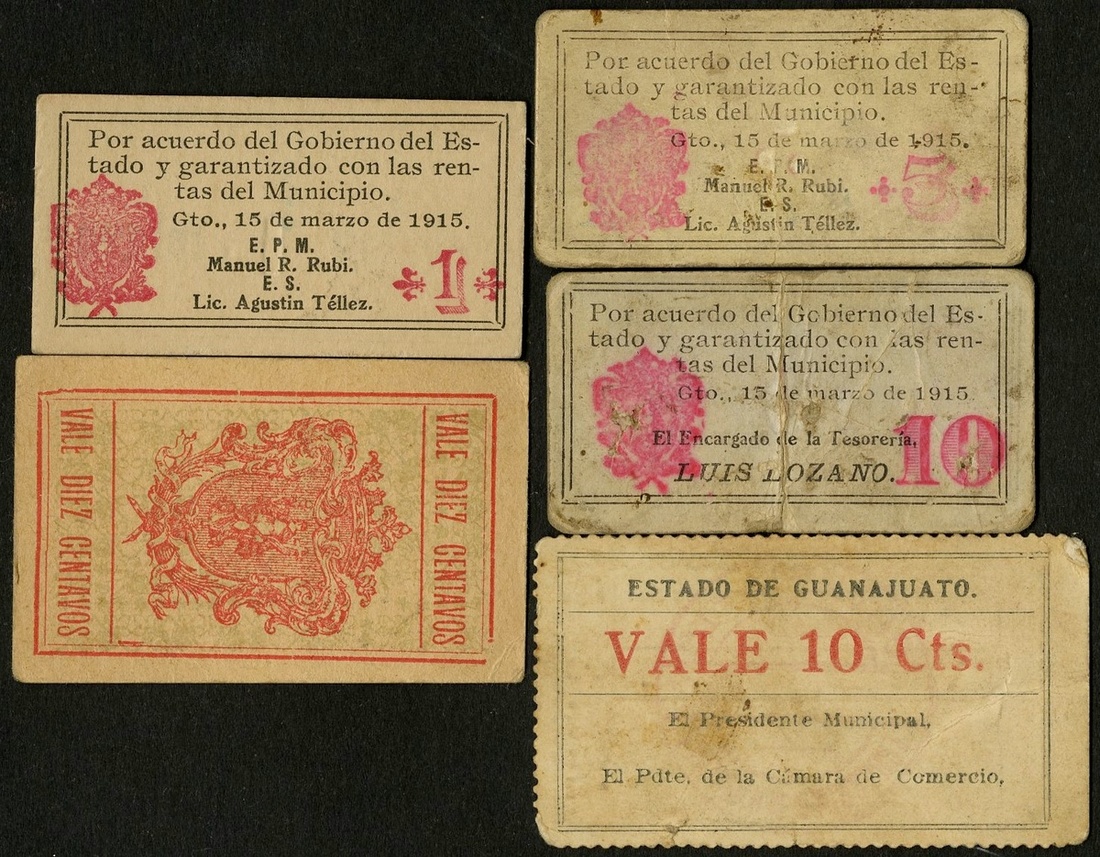 Por acuerdo del Gobierno del Es-
tado y garantizado con las ren-
tas del Municipio.
Gto., 15 de marzo de 1915.
E. P. M.
Manuel R. Rubi.
E. S.
Lic. Agustin Téllez.
1
VALE DIEZ CENTAVOS
VALE DIEZ CENTAVOS
Por acuerdo del Gobierno del Es-
tado y garantizado con las ren-
tas del Municipio.
Gto., 15 de marzo de 1915.
E. P. M.
Manuel R. Rubi.
E. S.
Lic. Agustin Téllez.
5
Por acuerdo del Gobierno del Es-
tado y garantizado con las ren-
tas del Municipio.
Gto., 15 de marzo de 1915
El Encargado de la Tesorería,
LUIS LOZANO.
10
ESTADO DE GUANAJUATO.
VALE 10 Cts.
El Presidente Municipal,
El Pdte, de la Cámara de Comercio,